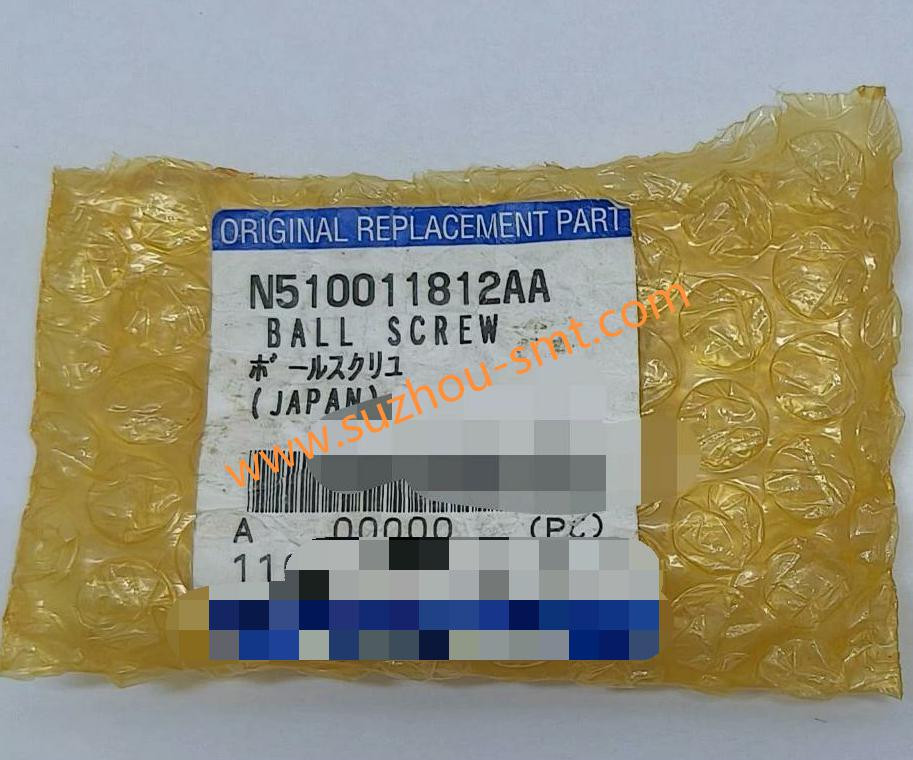 ORIGINAL REPLACEMENT PART
N510011812AA
BALL SCREW
ボールスクリュ
(JAPAN)
www.suzhou-smt.com
A 00000 (PC)